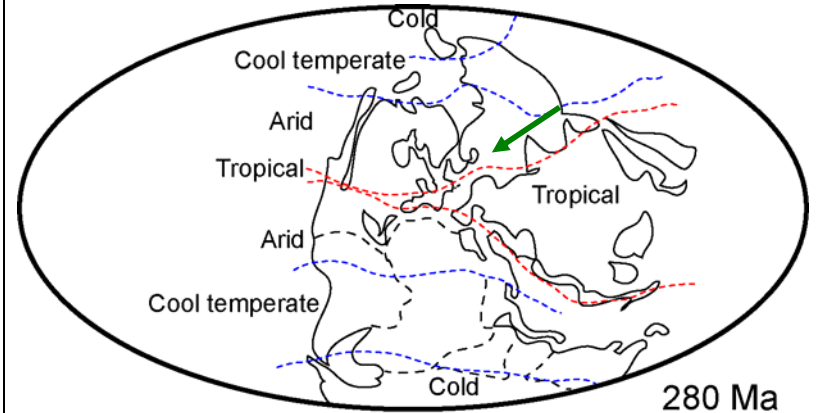 Cold
Cool temperate
Arid
Tropical
Tropical
Arid
Cool temperate
Cold
280 Ma